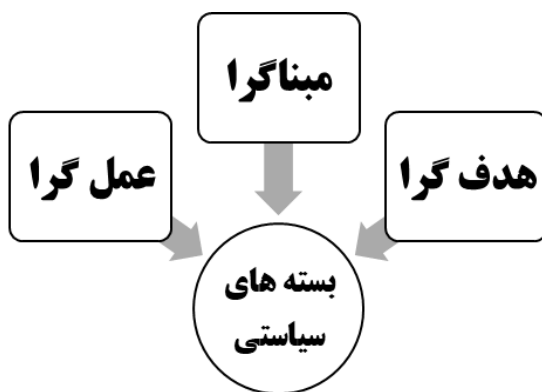 مبناگرا
هدف گرا
عمل گرا
بسته های
سیاستی